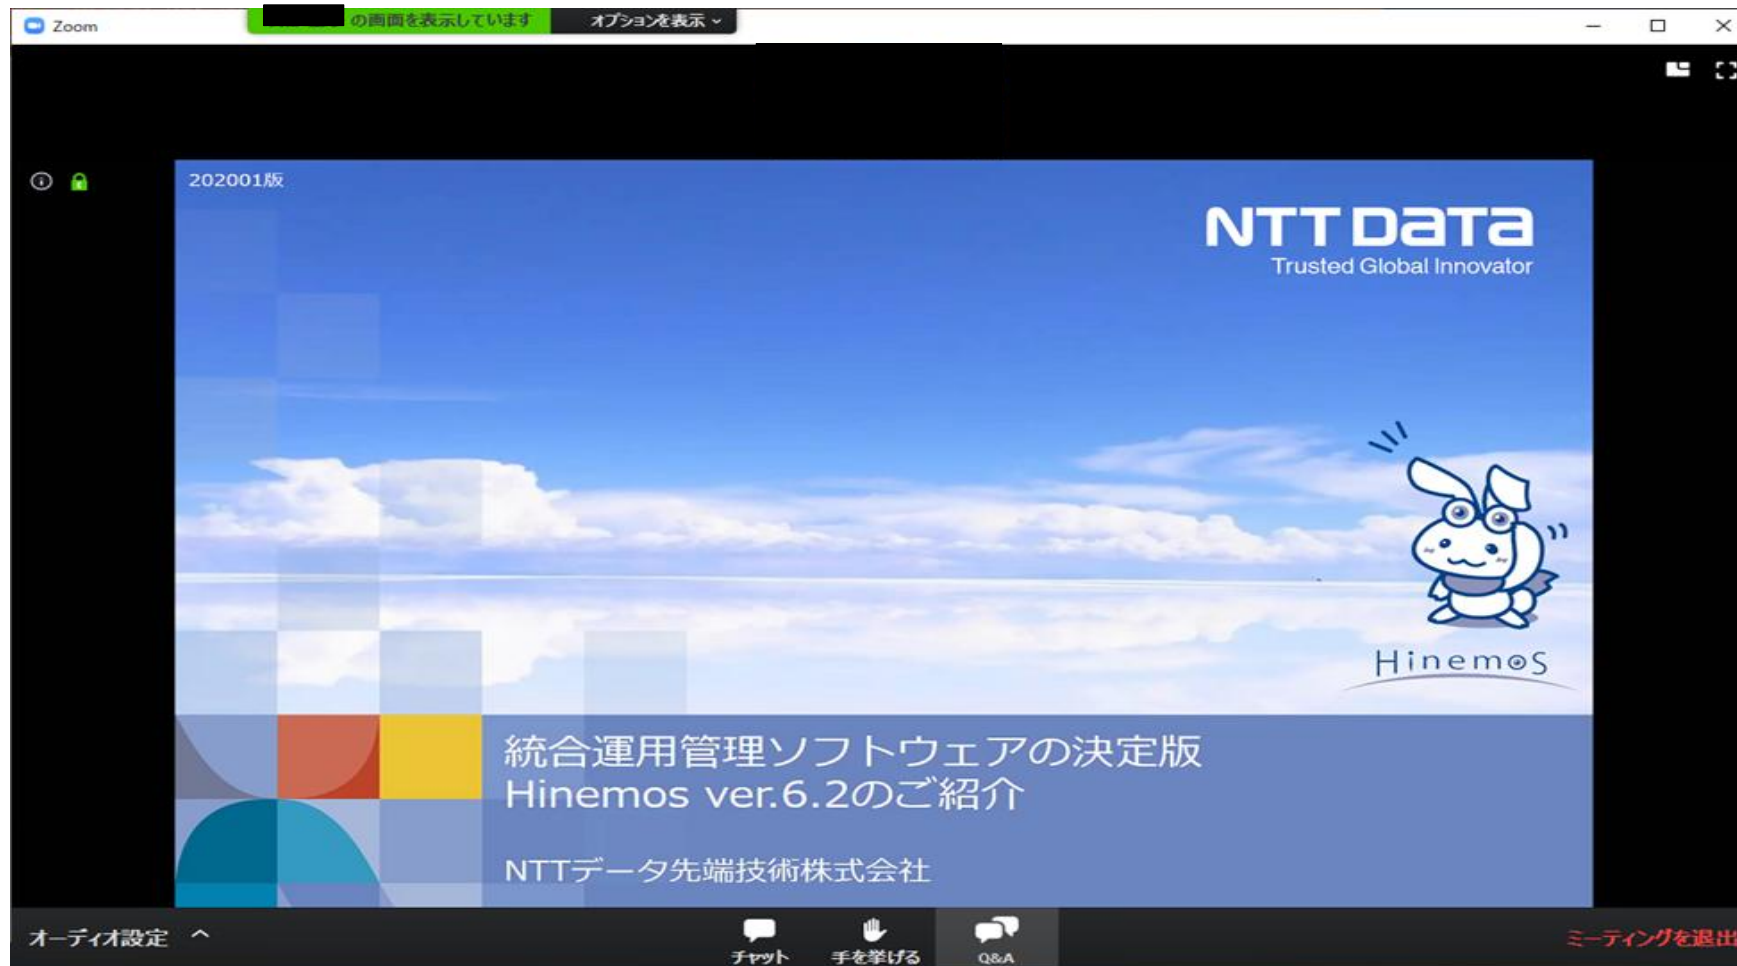 Zoom
の画面を表示しています
オプションを表示
202001版
NTT DATA
Trusted Global Innovator
Hinemos
統合運用管理ソフトウェアの決定版
Hinemos ver.6.2のご紹介
NTTデータ先端技術株式会社
オーディオ設定
チャット
手を挙げる
Q&A
ミーティングを退出